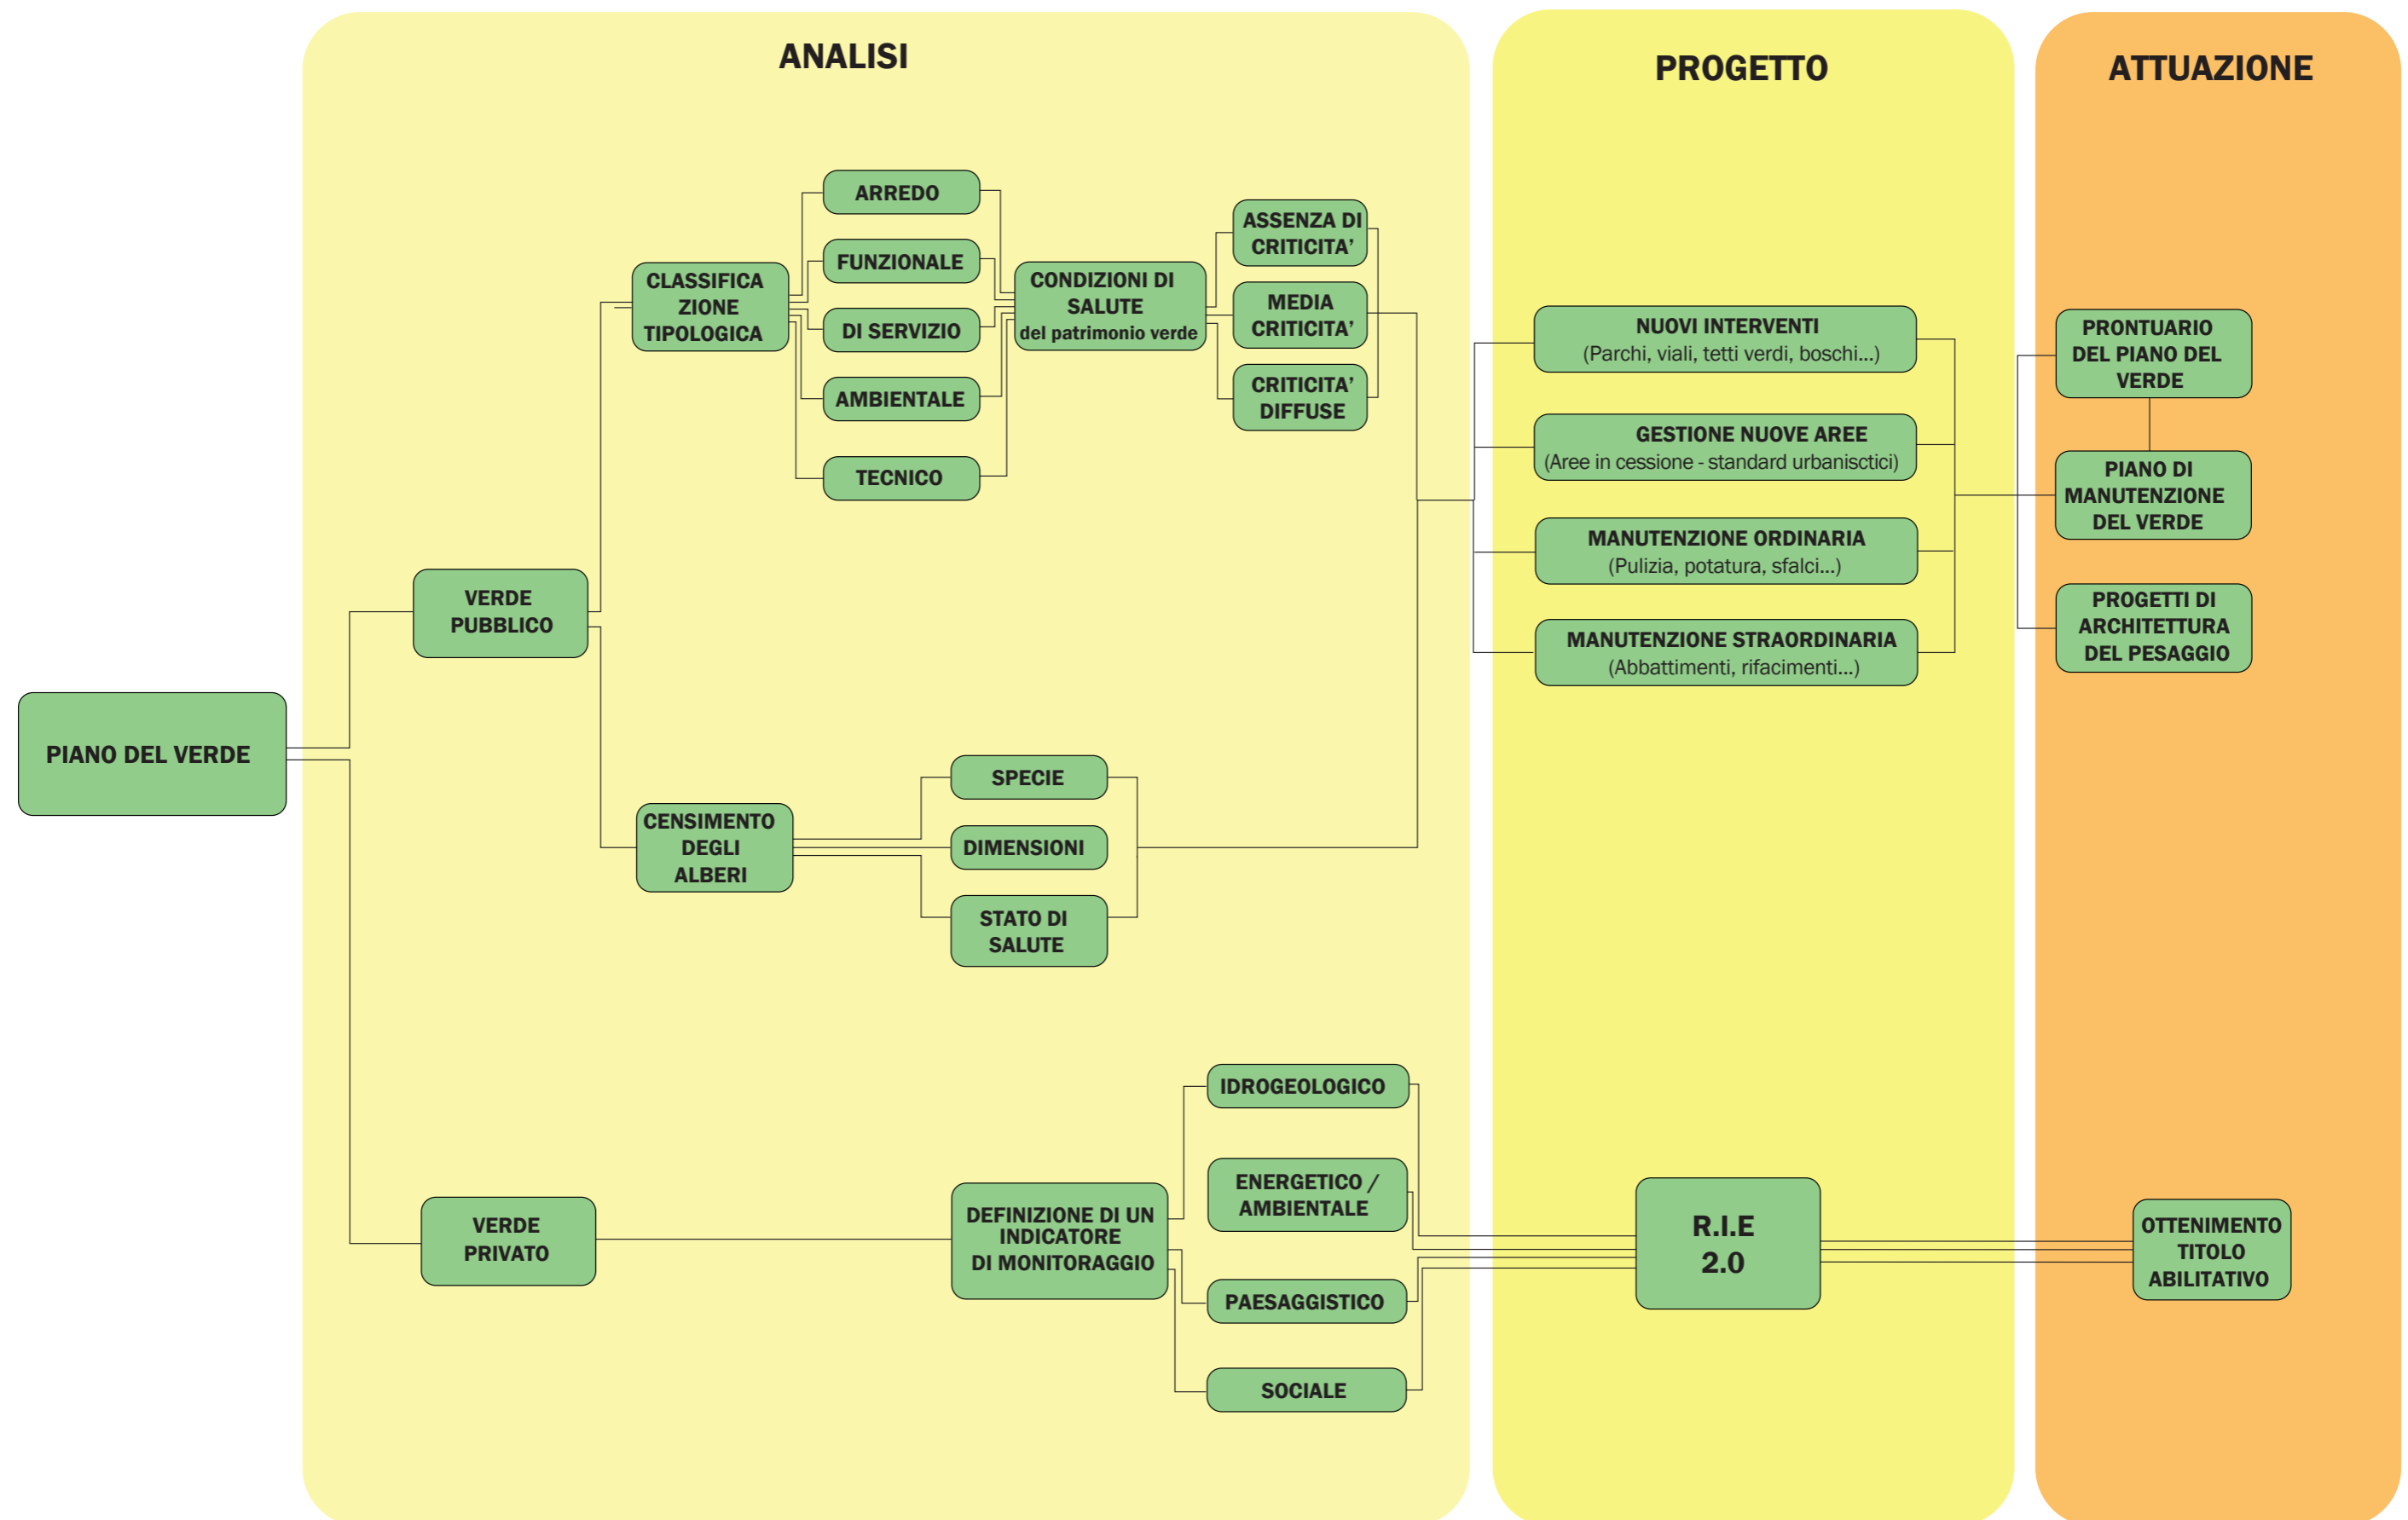 ANALISI
PROGETTO
ATTUAZIONE
PIANO DEL VERDE
VERDE
PUBBLICO
CLASSIFICA
ZIONE
TIPOLOGICA
ARREDO
FUNZIONALE
DI SERVIZIO
AMBIENTALE
TECNICO
CONDIZIONI DI
SALUTE
del patrimonio verde
ASSENZA DI
CRITICITA’
MEDIA
CRITICITA’
CRITICITA’
DIFFUSE
CENSIMENTO
DEGLI
ALBERI
SPECIE
DIMENSIONI
STATO DI
SALUTE
NUOVI INTERVENTI
(Parchi, viali, tetti verdi, boschi...)
GESTIONE NUOVE AREE
(Aree in cessione - standard urbanisctici)
MANUTENZIONE ORDINARIA
(Pulizia, potatura, sfalci...)
MANUTENZIONE STRAORDINARIA
(Abbattimenti, rifacimenti...)
PRONTUARIO
DEL PIANO DEL
VERDE
PIANO DI
MANUTENZIONE
DEL VERDE
PROGETTI DI
ARCHITETTURA
DEL PESAGGIO
VERDE
PRIVATO
DEFINIZIONE DI UN
INDICATORE
DI MONITORAGGIO
IDROGEOLOGICO
ENERGETICO /
AMBIENTALE
PAESAGGISTICO
SOCIALE
R.I.E
2.0
OTTENIMENTO
TITOLO
ABILITATIVO